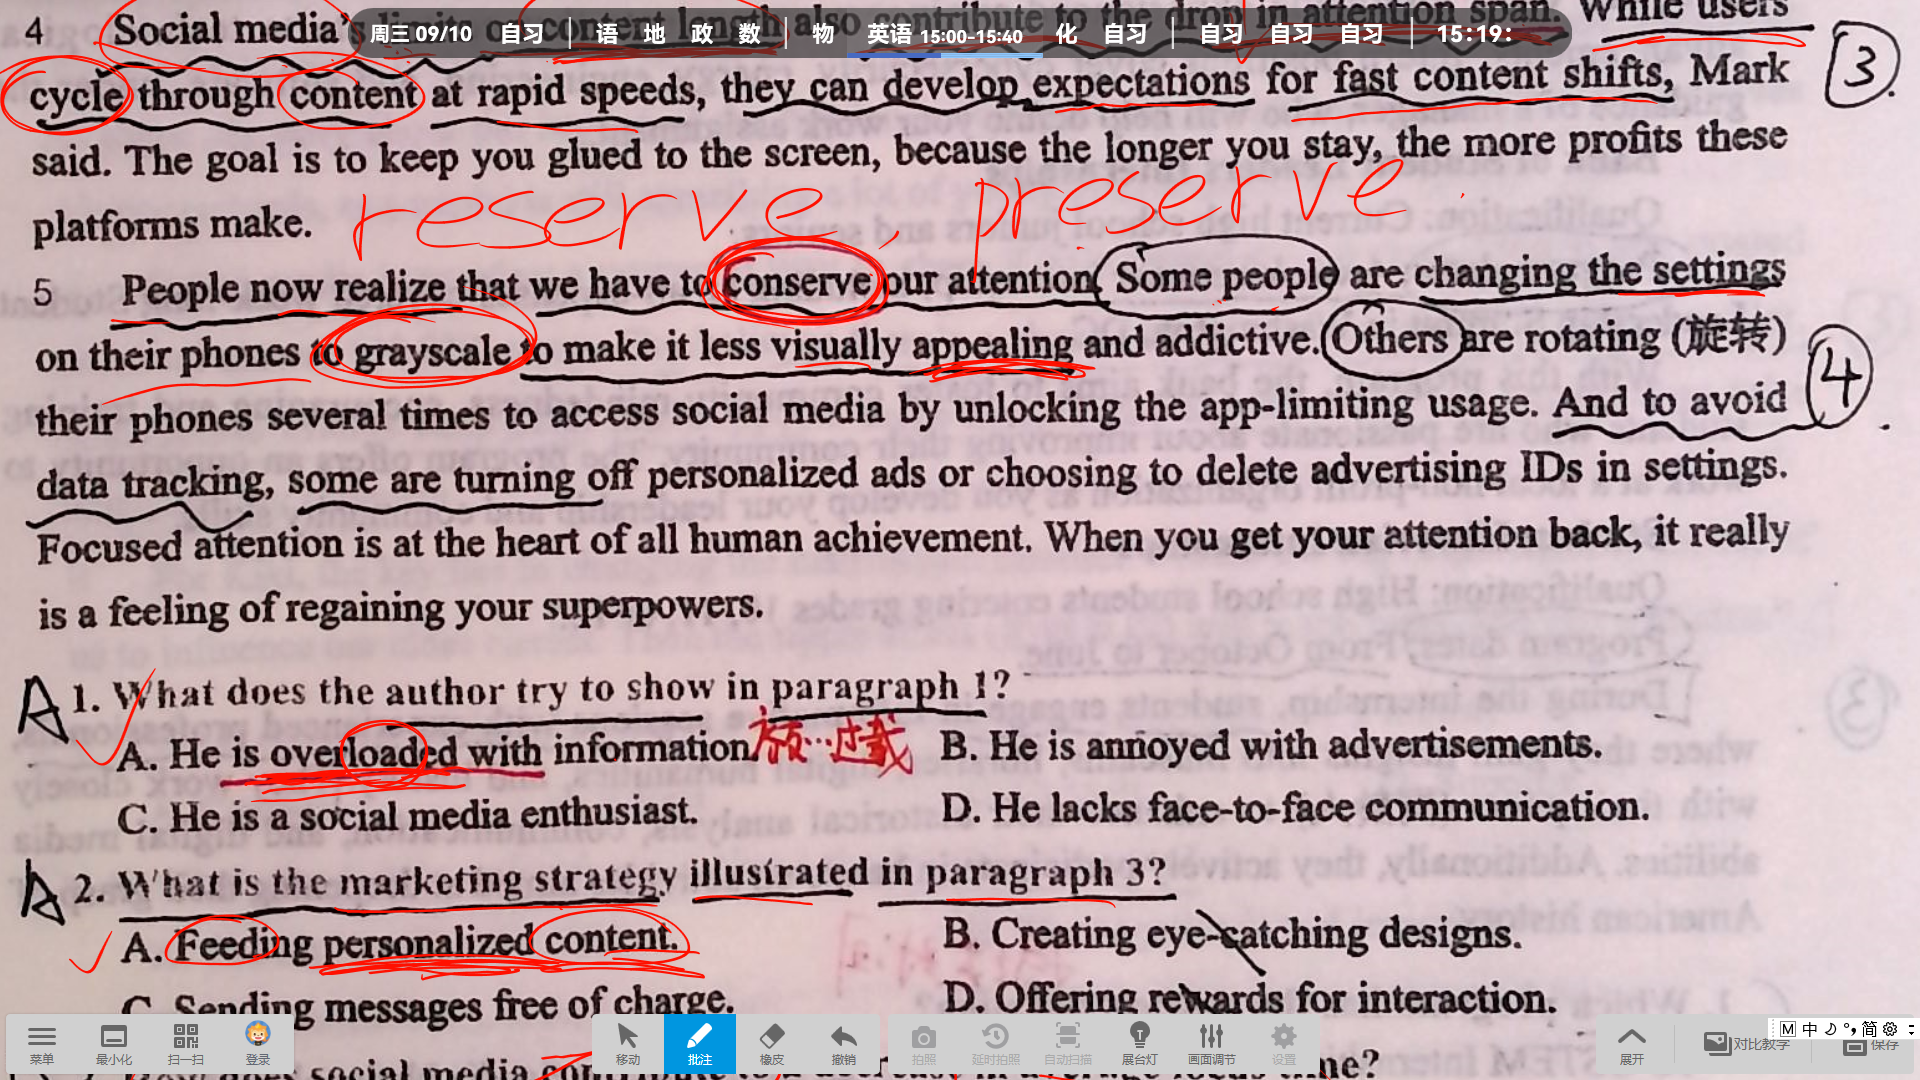 周三 09/10 自习 语 地 政 数 物 英语 15:00-15:40 化 自习 自习 自习 自习 15:19:
4 Social media's limits on content length also contribute to the drop in attention span. While users
cycle through content at rapid speeds, they can develop expectations for fast content shifts, Mark
③
said. The goal is to keep you glued to the screen, because the longer you stay, the more profits these
platforms make.
reserve, preserve
5 People now realize that we have to conserve our attention. Some people are changing the settings
on their phones to grayscale to make it less visually appealing and addictive. Others are rotating (旋转)
④
their phones several times to access social media by unlocking the app-limiting usage. And to avoid
data tracking, some are turning off personalized ads or choosing to delete advertising IDs in settings.
Focused attention is at the heart of all human achievement. When you get your attention back, it really
is a feeling of regaining your superpowers.
A 1. What does the author try to show in paragraph 1?
A. He is overloaded with information. 被…过载 B. He is annoyed with advertisements.
C. He is a social media enthusiast. D. He lacks face-to-face communication.
A 2. What is the marketing strategy illustrated in paragraph 3?
A. Feeding personalized content. B. Creating eye-catching designs.
C. Sending messages free of charge. D. Offering rewards for interaction.
social media
菜单 最小化 扫一扫 登录 移动 批注 橡皮 撤销 拍照 延时拍照 自动扫描 展台灯 画面调节 设置 展开 对比教学 保存
M 中 简